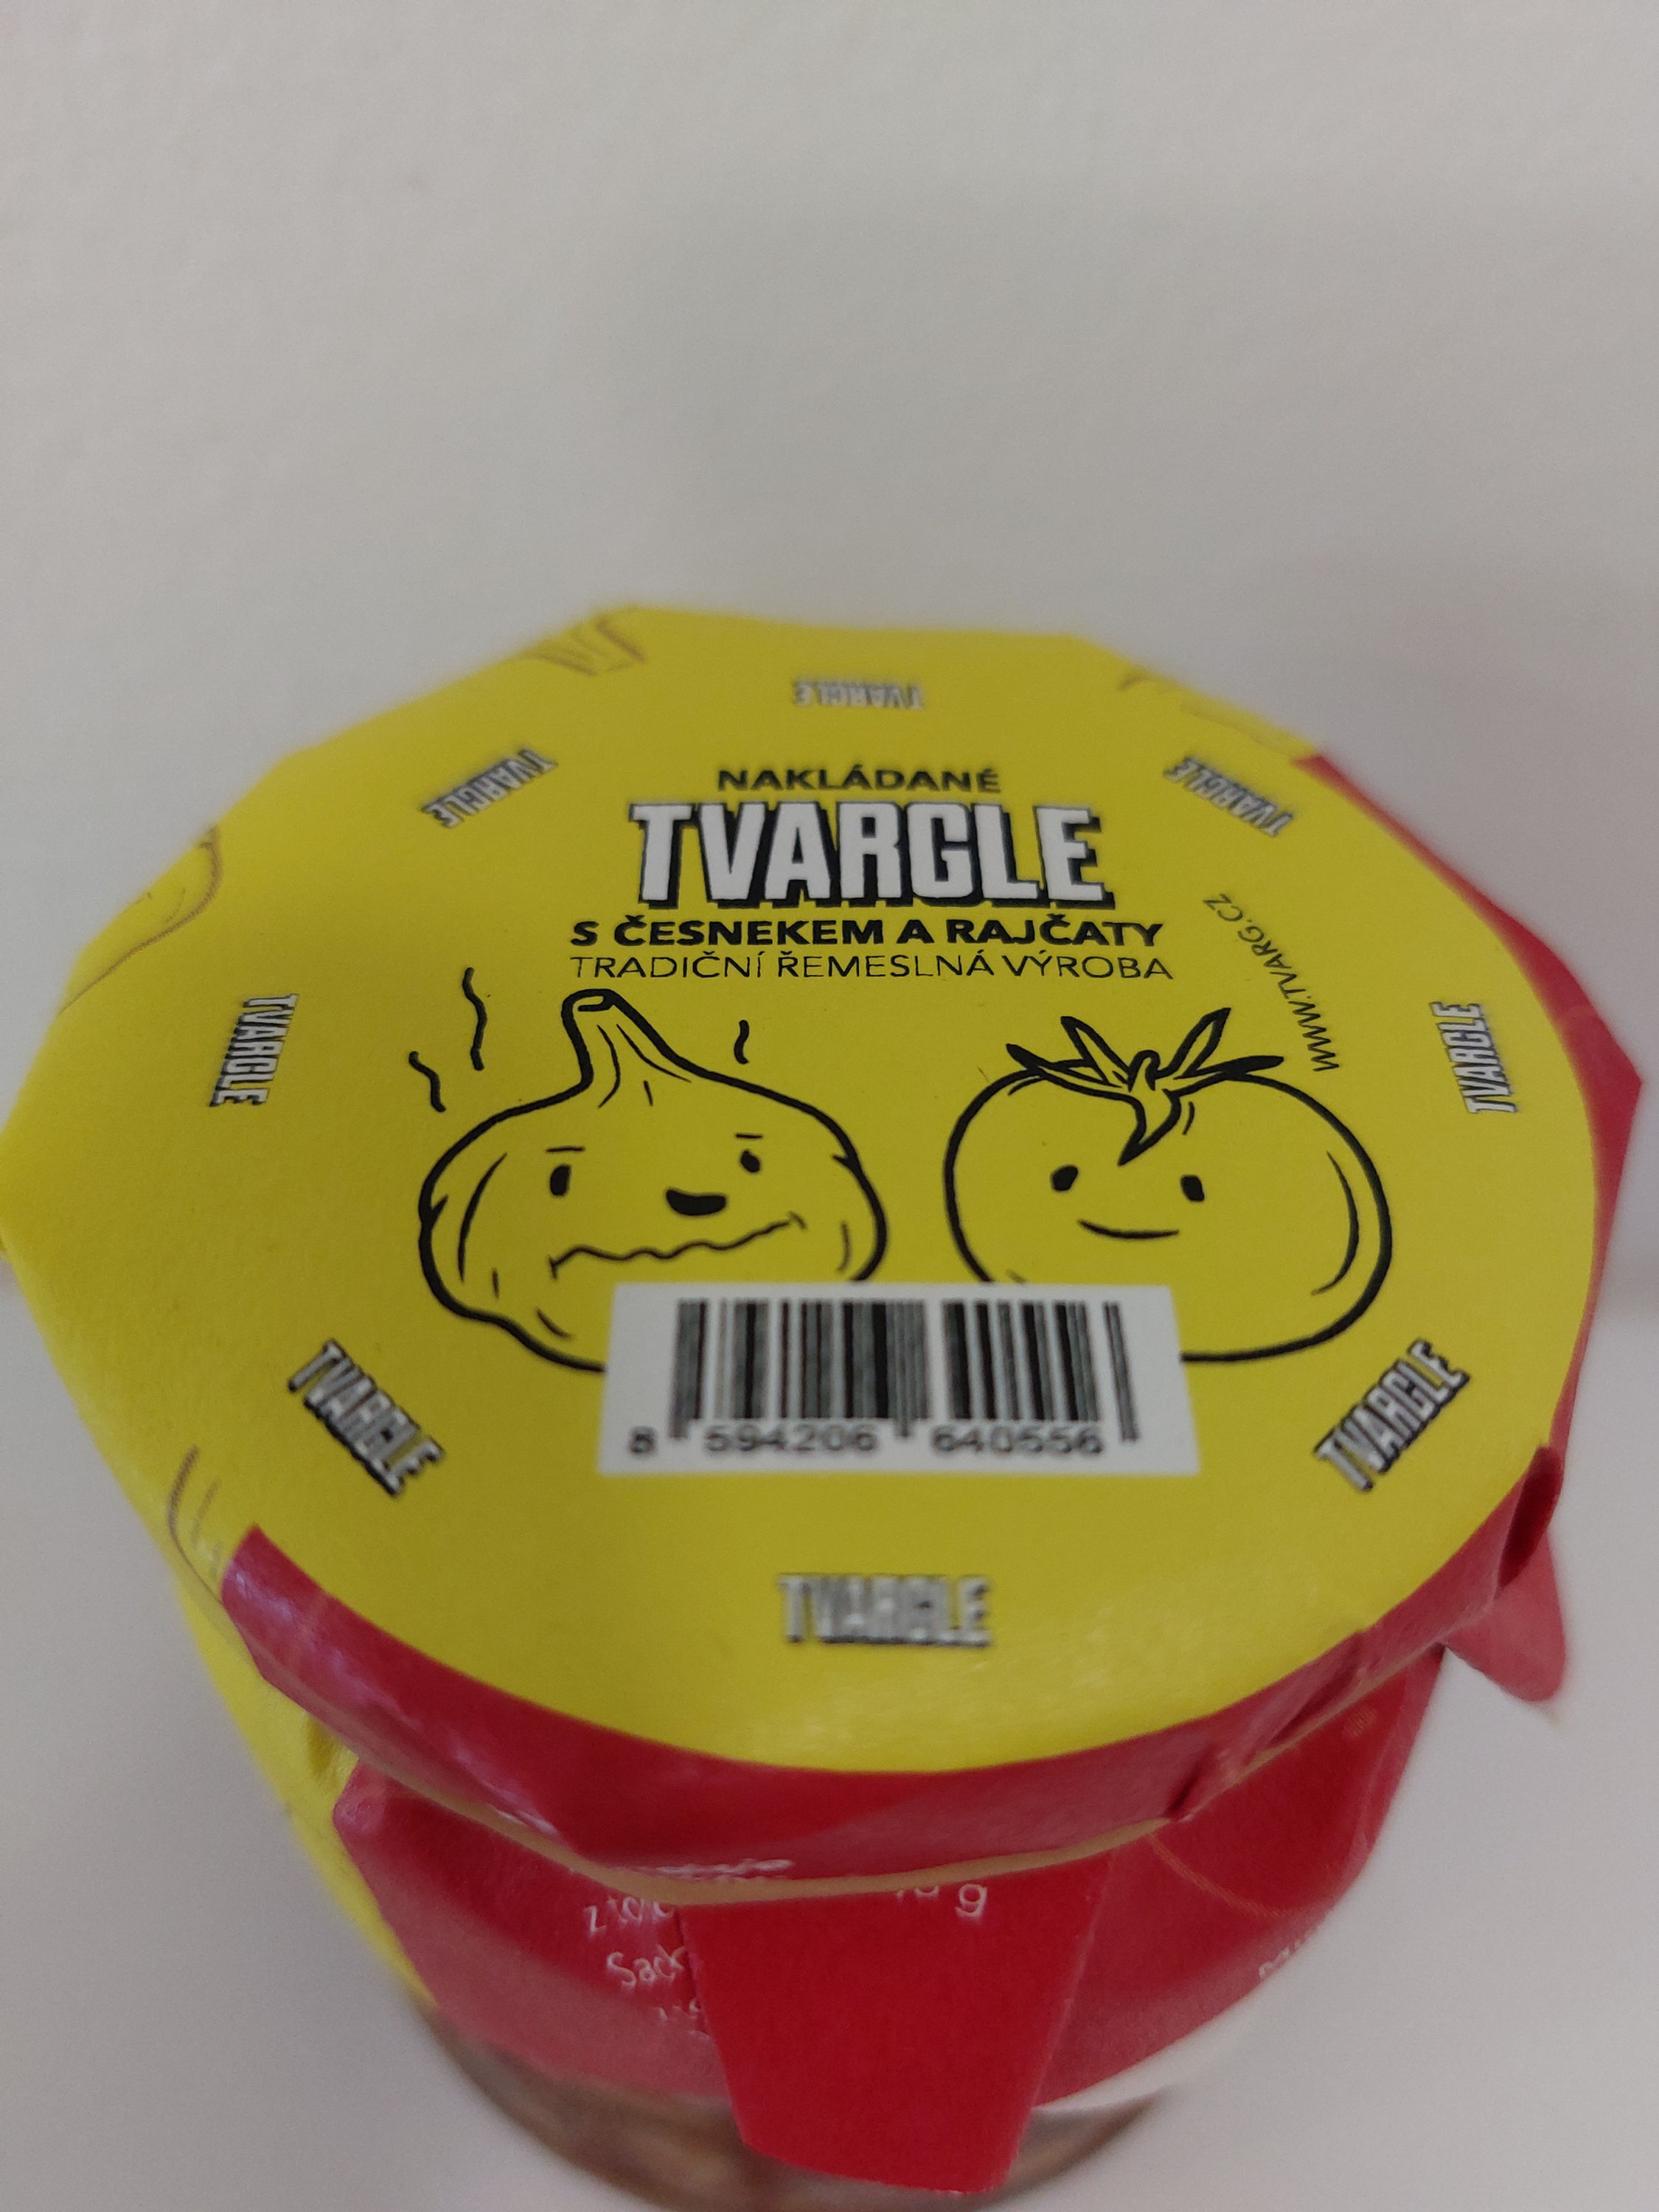 TVARGLE
TVARGLE
TVARGLE
NAKLÁDANÉ
TVARGLE
S ČESNEKEM A RAJČATY
TRADIČNÍ ŘEMESLNÁ VÝROBA
WWW.TVARG.CZ
TVARGLE
TVARGLE
TVARGLE
TVARGLE
8 594206 640556
TVARGLE
g